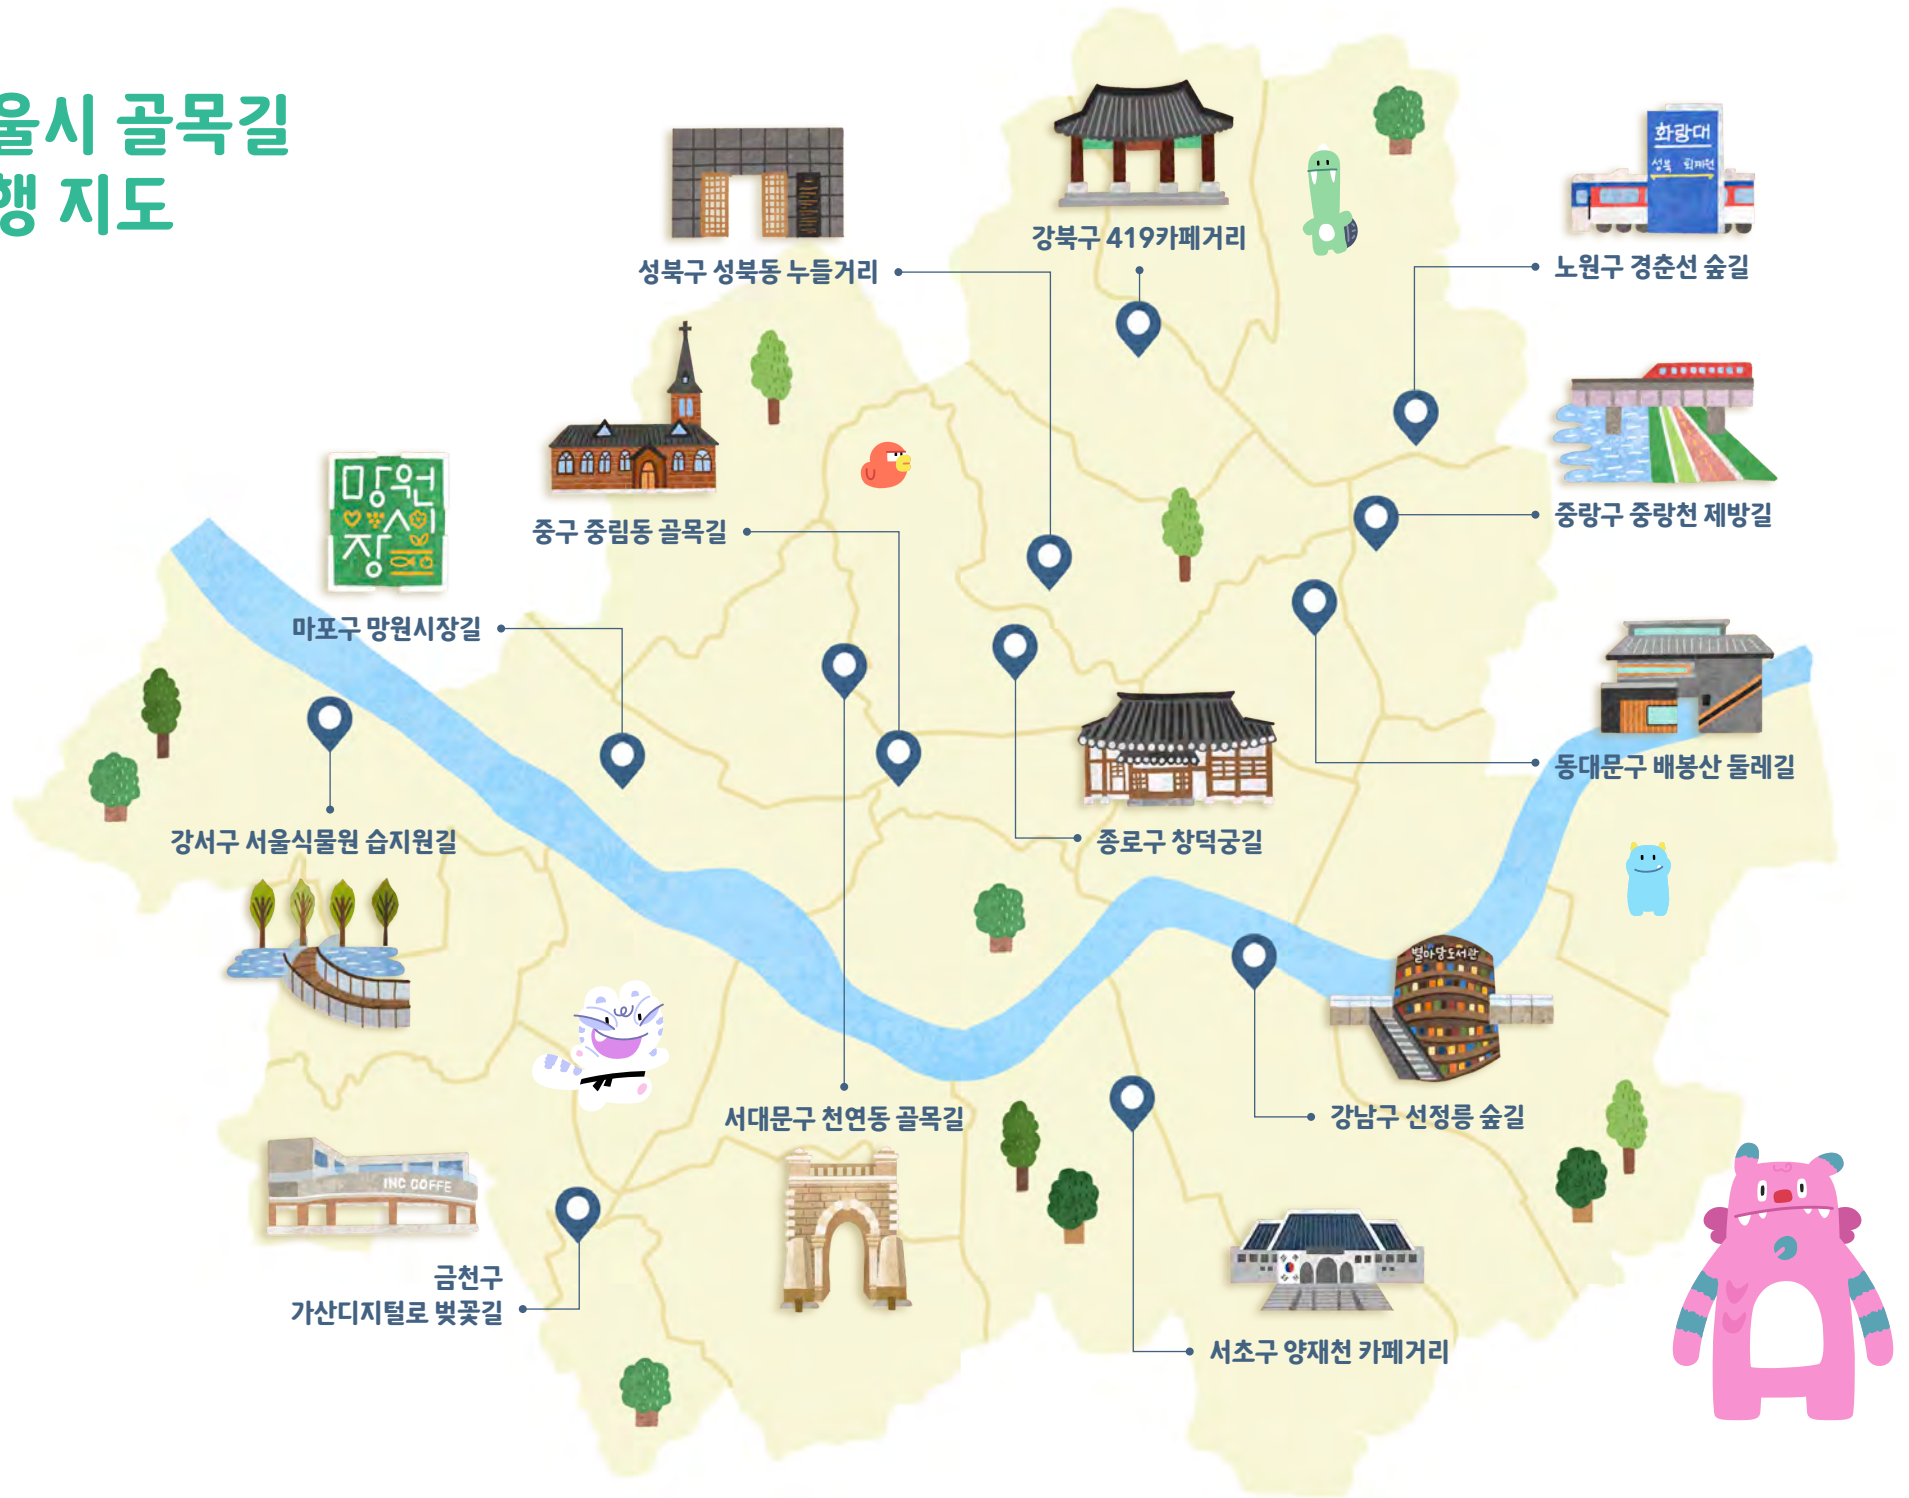 울시 골목길
행 지도
화랑대
성북 퇴계원
강북구 419카페거리
성북구 성북동 누들거리
노원구 경춘선 숲길
망원시장
중구 중림동 골목길
중랑구 중랑천 제방길
마포구 망원시장길
동대문구 배봉산 둘레길
강서구 서울식물원 습지원길
종로구 창덕궁길
별마당도서관
서대문구 천연동 골목길
강남구 선정릉 숲길
INC COFFE
금천구
가산디지털로 벚꽃길
서초구 양재천 카페거리